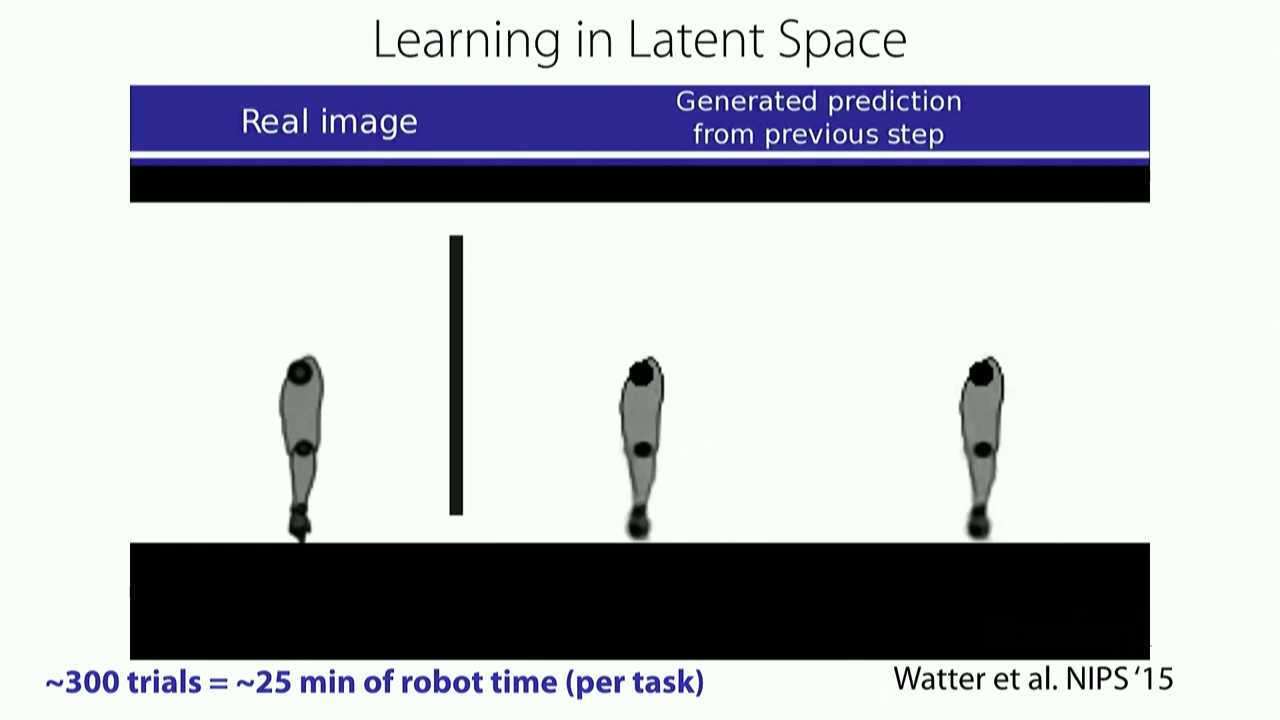 Learning in Latent Space
Real image
Generated prediction
from previous step
~300 trials = ~25 min of robot time (per task)
Watter et al. NIPS ‘15